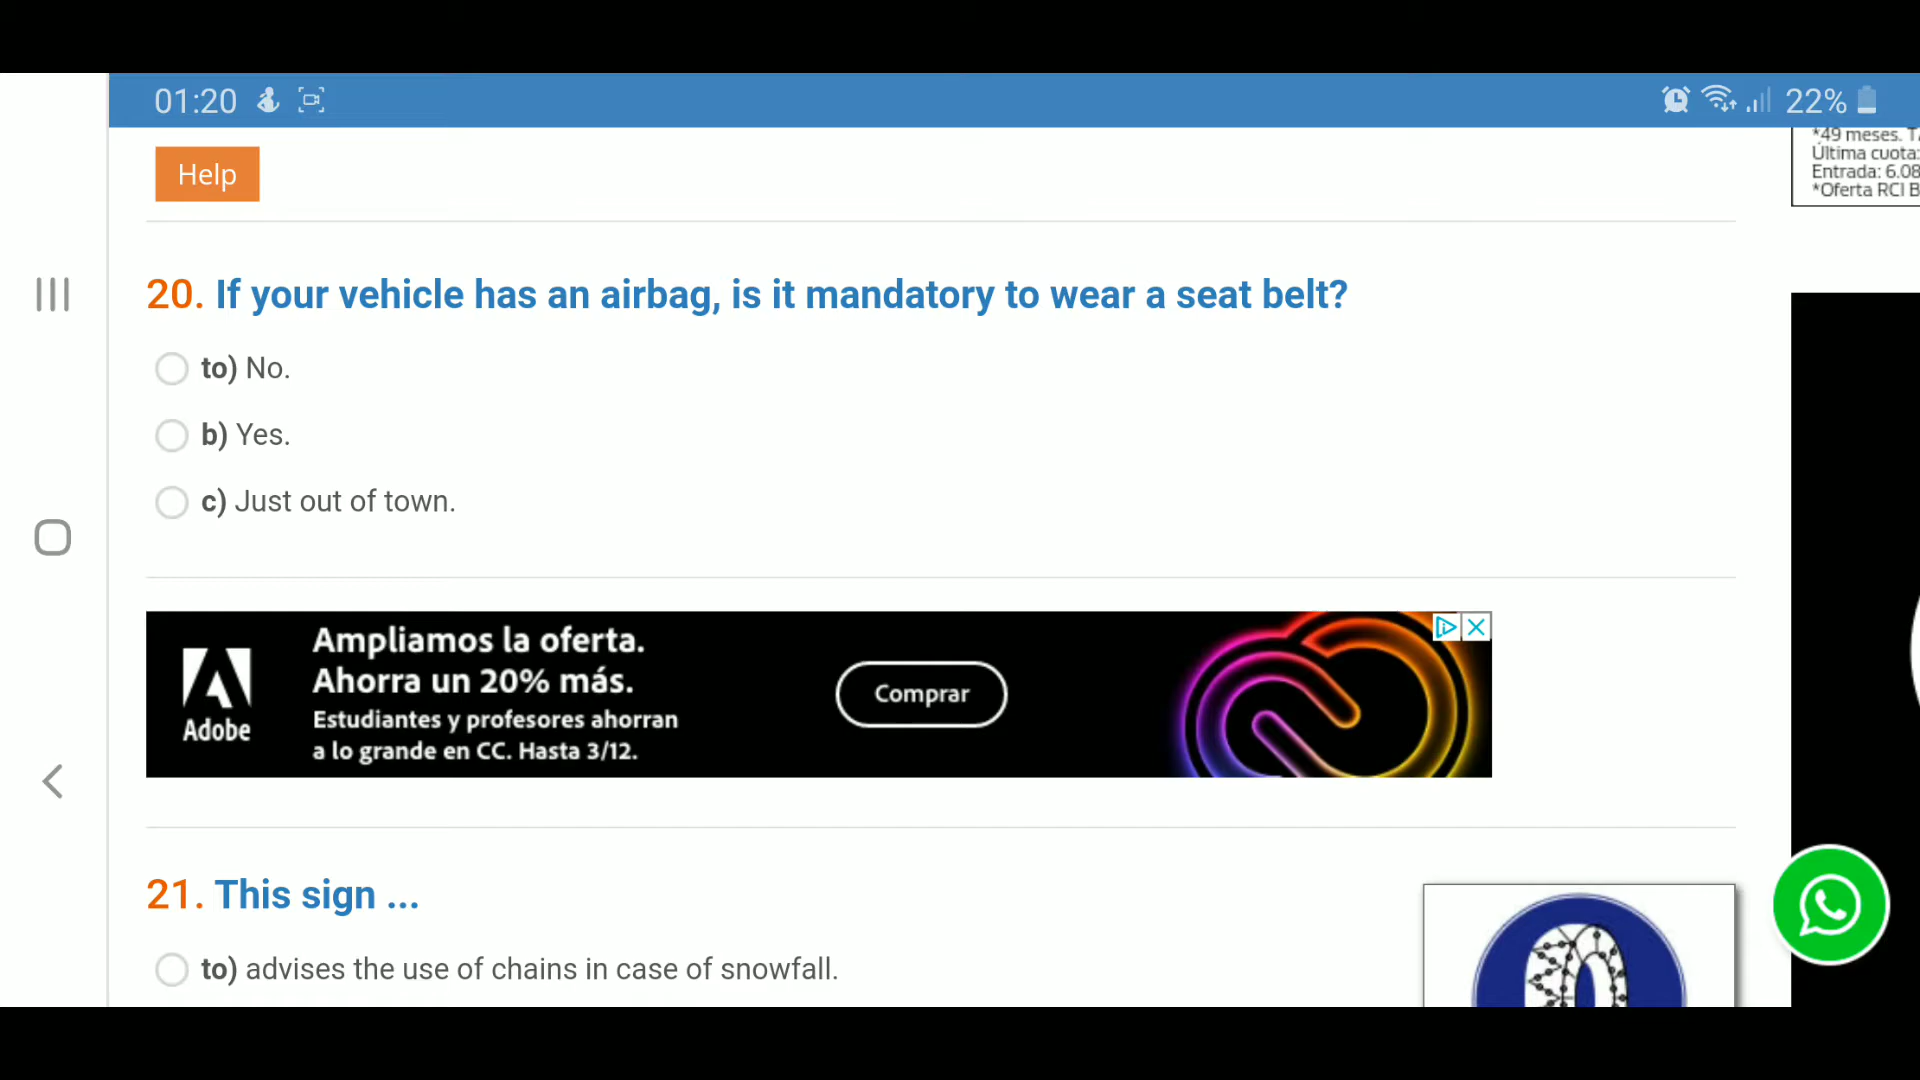 01:20
22%
*49 meses. T
Última cuota:
Entrada: 6.08
*Oferta RCI B
Help
20. If your vehicle has an airbag, is it mandatory to wear a seat belt?
to) No.
b) Yes.
c) Just out of town.
Adobe
Ampliamos la oferta.
Ahorra un 20% más.
Estudiantes y profesores ahorran
a lo grande en CC. Hasta 3/12.
Comprar
21. This sign ...
to) advises the use of chains in case of snowfall.